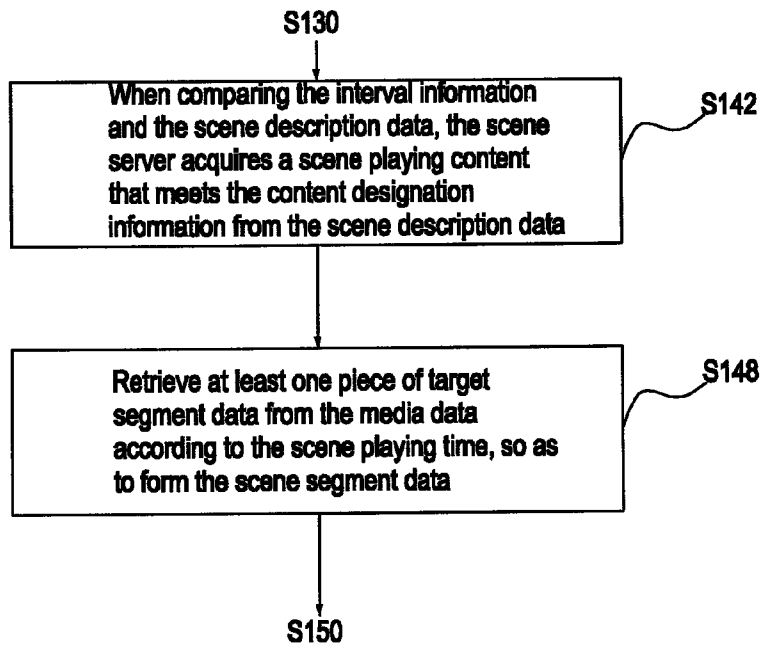 S130
When comparing the interval information
and the scene description data, the scene
server acquires a scene playing content
that meets the content designation
information from the scene description data
S142
Retrieve at least one piece of target
segment data from the media data
according to the scene playing time, so as
to form the scene segment data
S148
S150